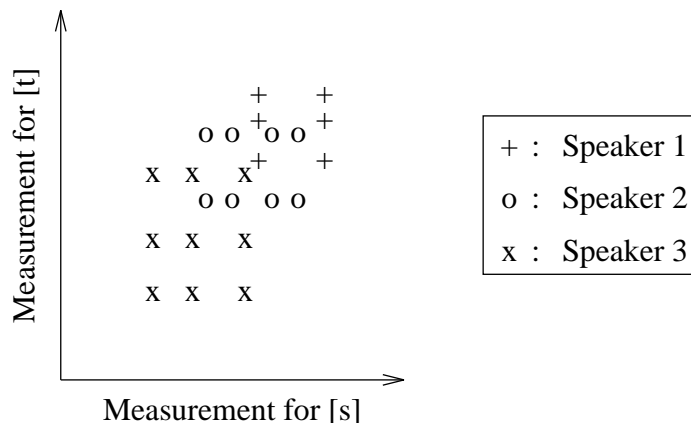 Measurement for [t]
+ : Speaker 1
o : Speaker 2
x : Speaker 3
Measurement for [s]